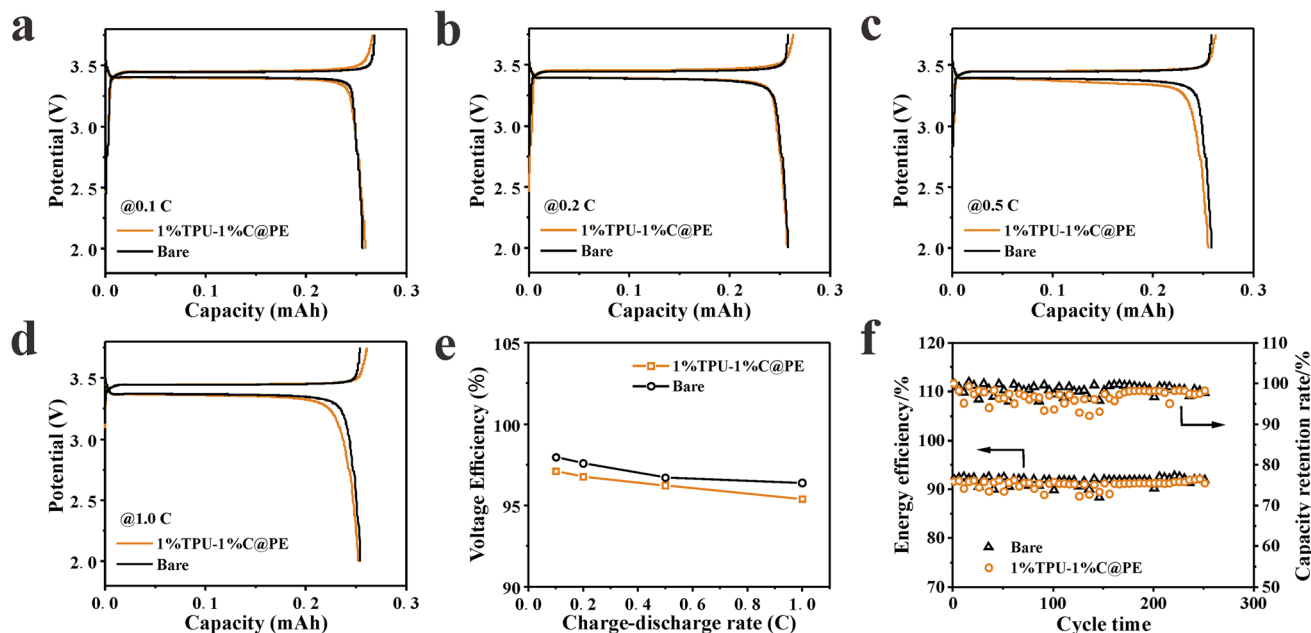 a
3.5
3.0
2.5
2.0
Potential (V)
@0.1 C
1%TPU-1%C@PE
Bare
0.0 0.1 0.2 0.3
Capacity (mAh)
b
3.5
3.0
2.5
2.0
Potential (V)
@0.2 C
1%TPU-1%C@PE
Bare
0.0 0.1 0.2 0.3
Capacity (mAh)
c
3.5
3.0
2.5
2.0
Potential (V)
@0.5 C
1%TPU-1%C@PE
Bare
0.0 0.1 0.2 0.3
Capacity (mAh)
d
3.5
3.0
2.5
2.0
Potential (V)
@1.0 C
1%TPU-1%C@PE
Bare
0.0 0.1 0.2 0.3
Capacity (mAh)
e
105
100
95
90
Voltage Efficiency (%)
1%TPU-1%C@PE
Bare
0.0 0.2 0.4 0.6 0.8 1.0
Charge-discharge rate (C)
f
120
110
100
90
80
70
Energy efficiency/%
110
100
90
80
70
60
50
Capacity retention rate/%
Bare
1%TPU-1%C@PE
0 100 200 300
Cycle time